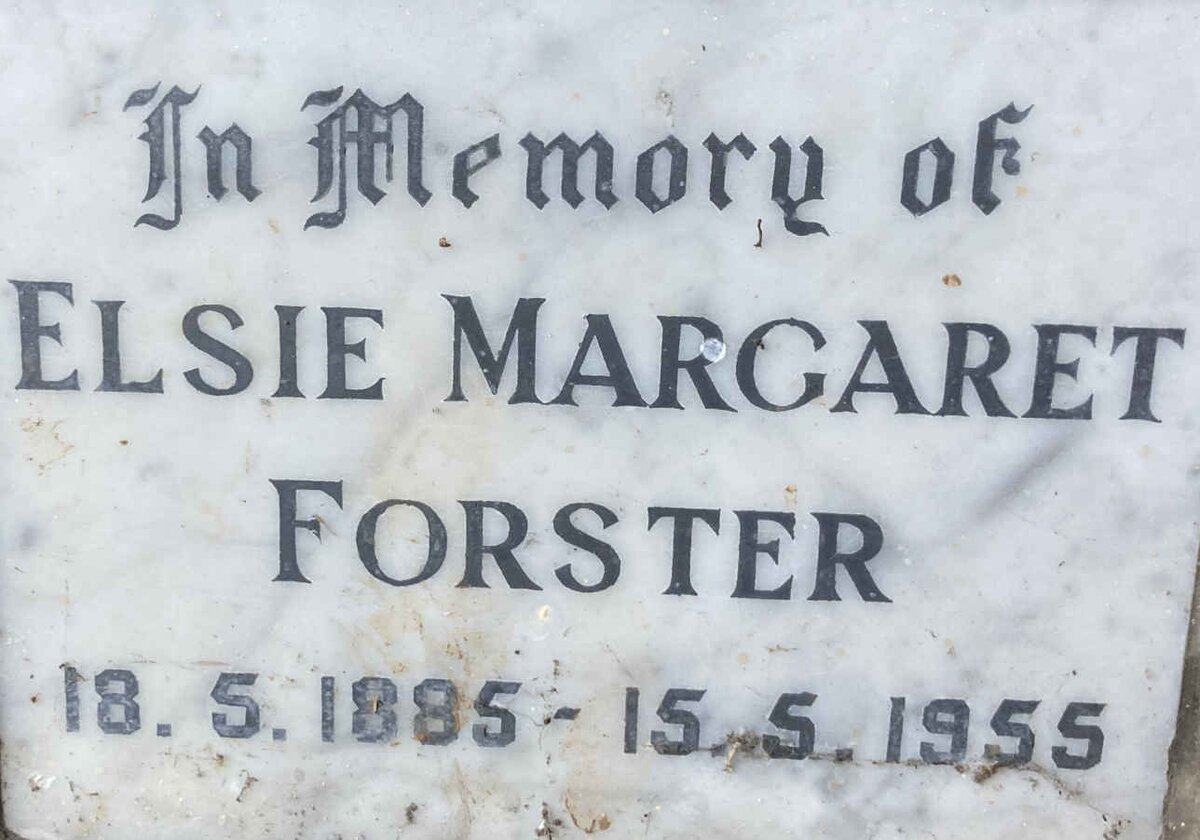 In Memory of
ELSIE MARGARET
FORSTER
18. 5. 1885 - 15. 5. 1955